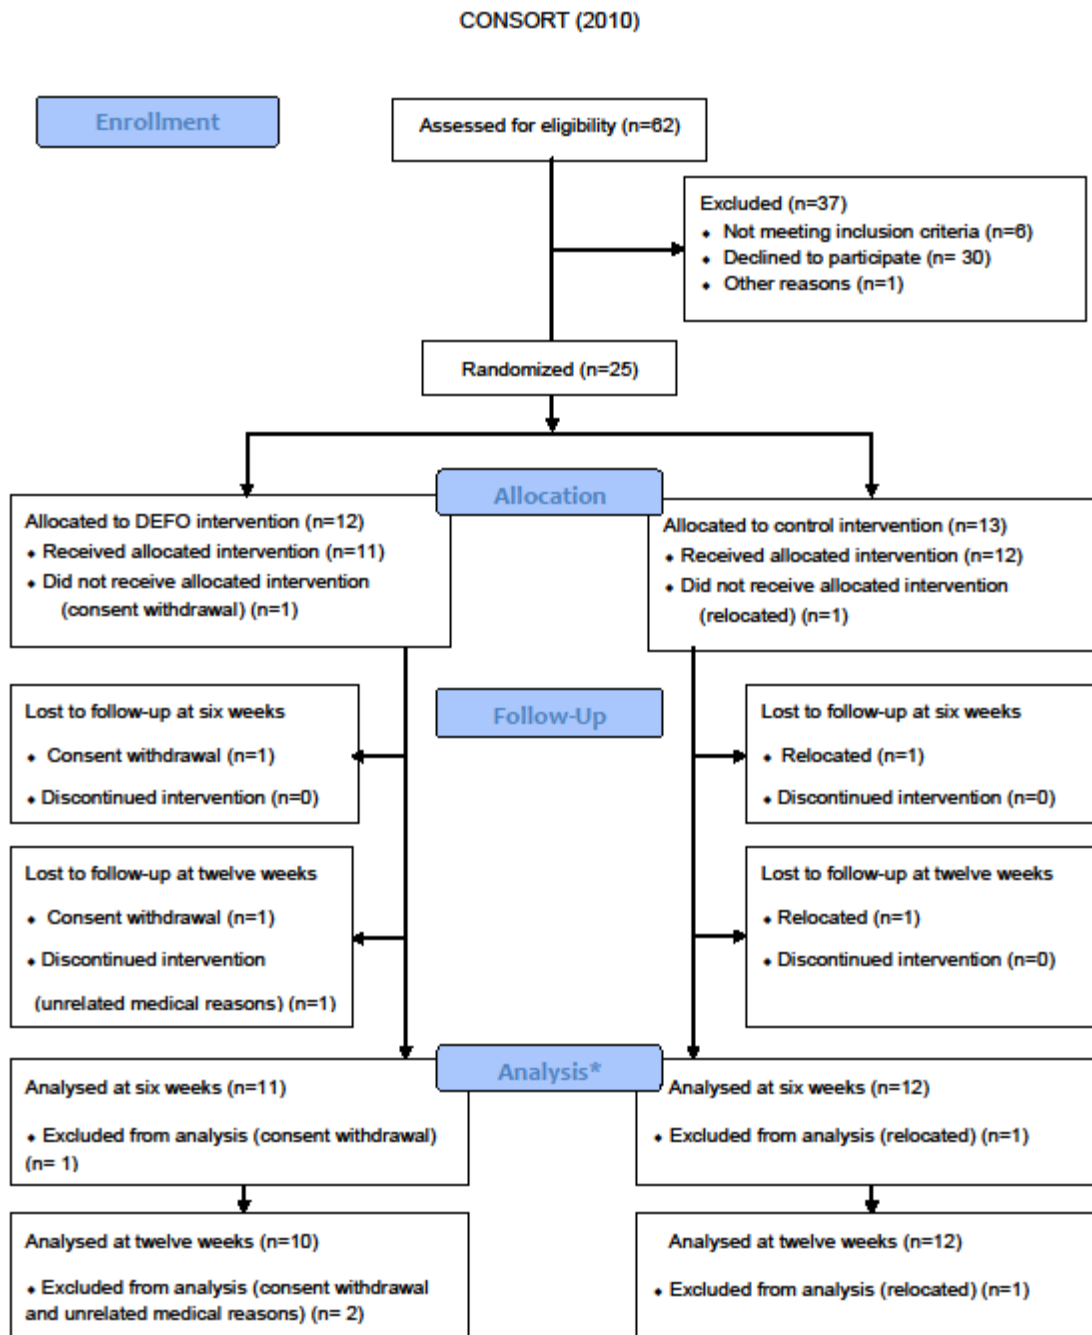 CONSORT (2010)
Enrollment
Assessed for eligibility (n=62)
Excluded (n=37)
⬥ Not meeting inclusion criteria (n=6)
⬥ Declined to participate (n= 30)
⬥ Other reasons (n=1)
Randomized (n=25)
Allocation
Allocated to DEFO intervention (n=12)
⬥ Received allocated intervention (n=11)
⬥ Did not receive allocated intervention
(consent withdrawal) (n=1)
Allocated to control intervention (n=13)
⬥ Received allocated intervention (n=12)
⬥ Did not receive allocated intervention
(relocated) (n=1)
Follow-Up
Lost to follow-up at six weeks
⬥ Consent withdrawal (n=1)
⬥ Discontinued intervention (n=0)
Lost to follow-up at six weeks
⬥ Relocated (n=1)
⬥ Discontinued intervention (n=0)
Lost to follow-up at twelve weeks
⬥ Consent withdrawal (n=1)
⬥ Discontinued intervention
(unrelated medical reasons) (n=1)
Lost to follow-up at twelve weeks
⬥ Relocated (n=1)
⬥ Discontinued intervention (n=0)
Analysis*
Analysed at six weeks (n=11)
⬥ Excluded from analysis (consent withdrawal)
(n= 1)
Analysed at six weeks (n=12)
⬥ Excluded from analysis (relocated) (n=1)
Analysed at twelve weeks (n=10)
⬥ Excluded from analysis (consent withdrawal
and unrelated medical reasons) (n= 2)
Analysed at twelve weeks (n=12)
⬥ Excluded from analysis (relocated) (n=1)